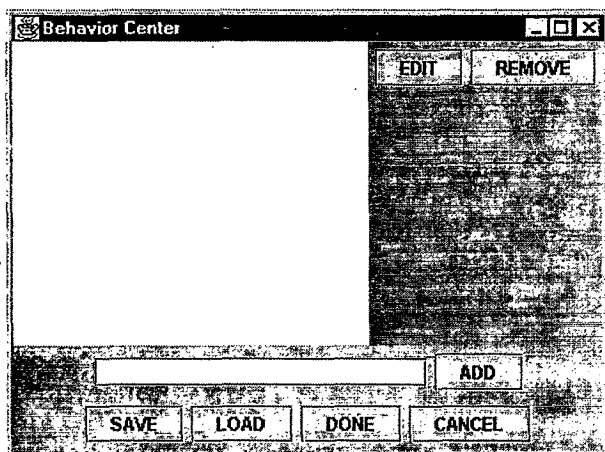 Behavior Center
EDIT REMOVE
ADD
SAVE LOAD DONE CANCEL